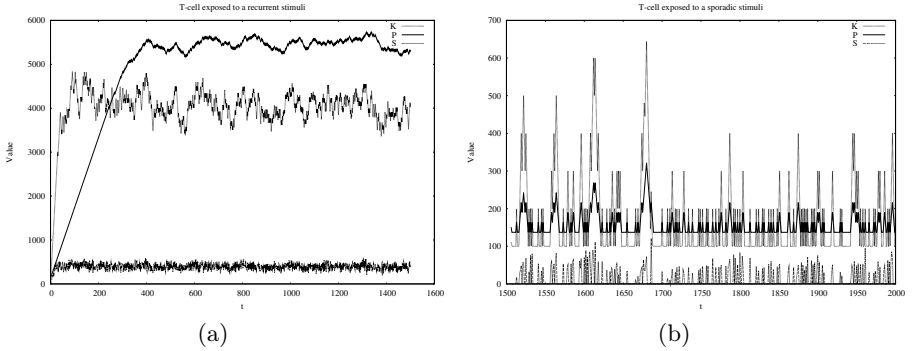 T-cell exposed to a recurrent stimuli
K
P
S
6000
5000
4000
3000
2000
1000
0
Value
0 200 400 600 800 1000 1200 1400 1600
t
(a)
T-cell exposed to a sporadic stimuli
K
P
S
700
600
500
400
300
200
100
0
Value
1500 1550 1600 1650 1700 1750 1800 1850 1900 1950 2000
t
(b)